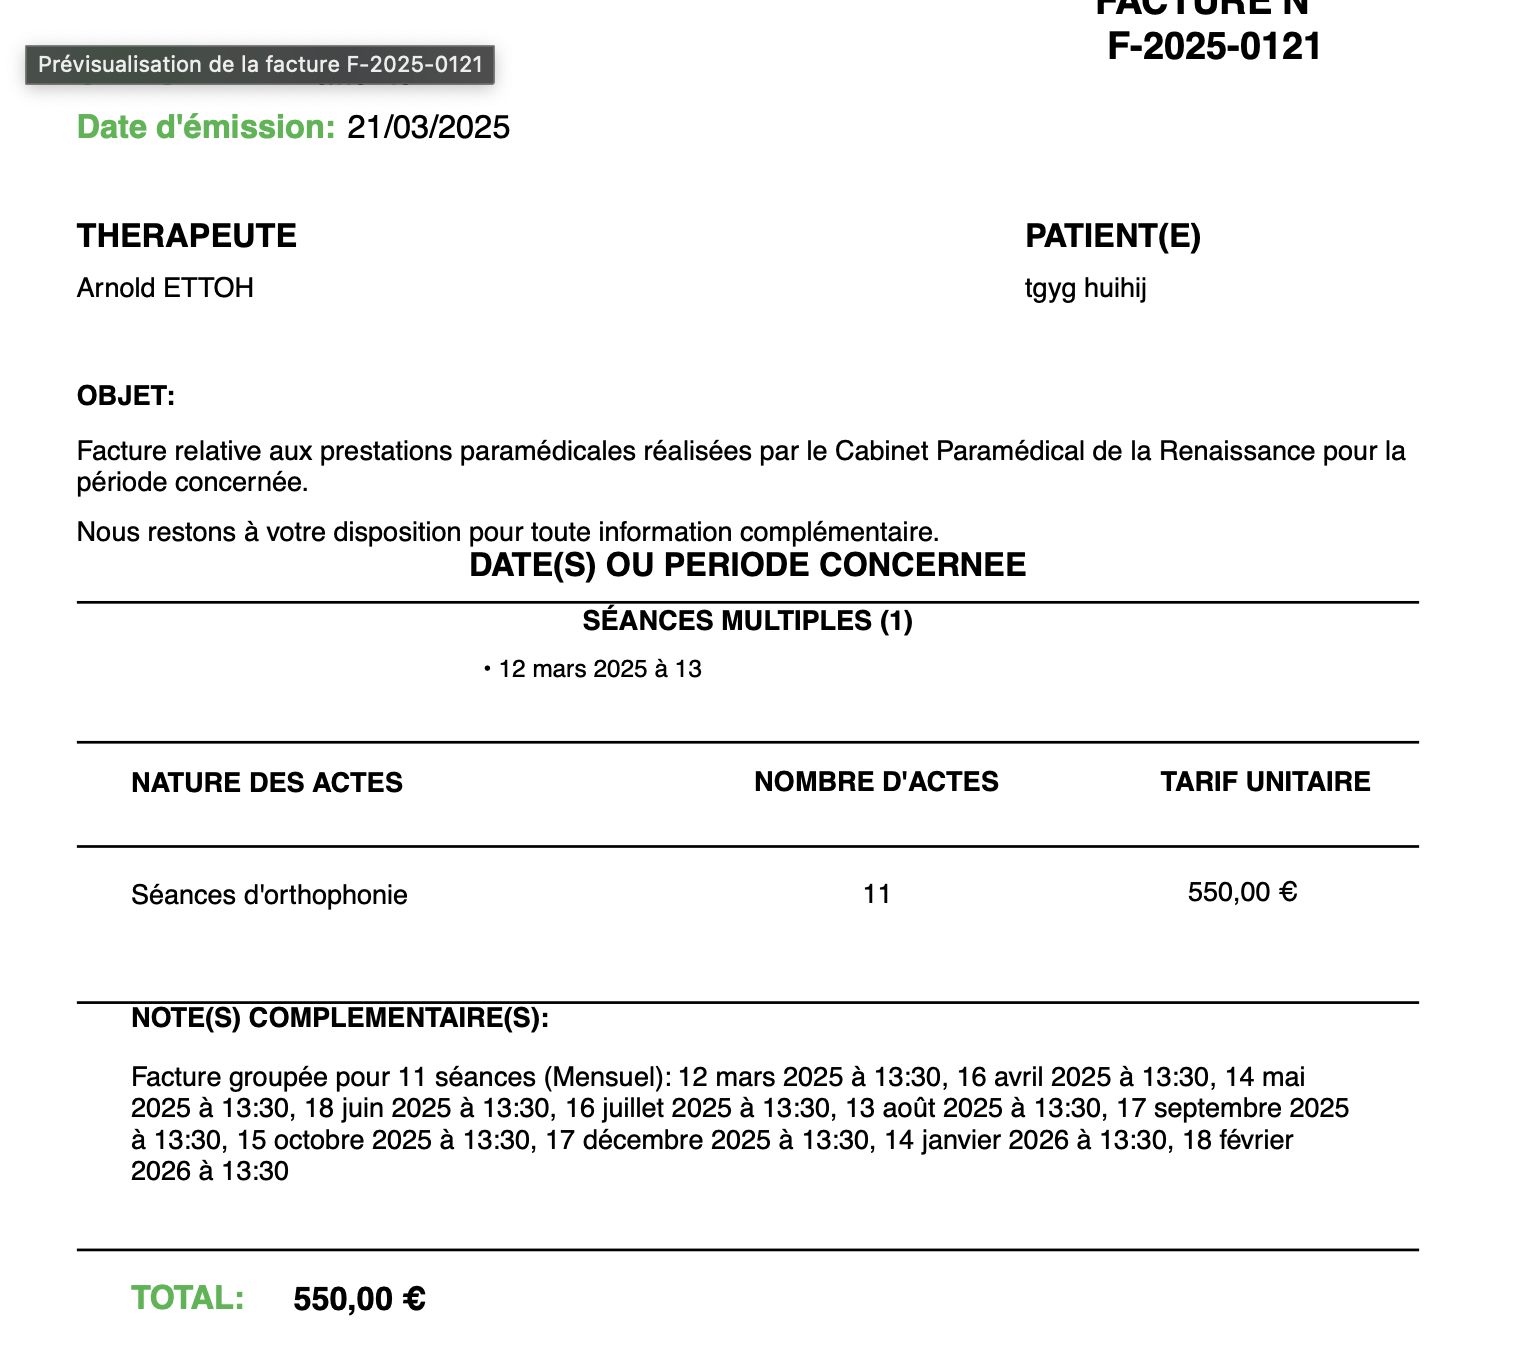 FACTURE N
F-2025-0121
Prévisualisation de la facture F-2025-0121
Date d'émission: 21/03/2025
THERAPEUTE
Arnold ETTOH
PATIENT(E)
tgyg huihij
OBJET:
Facture relative aux prestations paramédicales réalisées par le Cabinet Paramédical de la Renaissance pour la
période concernée.
Nous restons à votre disposition pour toute information complémentaire.
DATE(S) OU PERIODE CONCERNEE
SÉANCES MULTIPLES (1)
• 12 mars 2025 à 13
NATURE DES ACTES NOMBRE D'ACTES TARIF UNITAIRE
Séances d'orthophonie 11 550,00 €
NOTE(S) COMPLEMENTAIRE(S):
Facture groupée pour 11 séances (Mensuel): 12 mars 2025 à 13:30, 16 avril 2025 à 13:30, 14 mai
2025 à 13:30, 18 juin 2025 à 13:30, 16 juillet 2025 à 13:30, 13 août 2025 à 13:30, 17 septembre 2025
à 13:30, 15 octobre 2025 à 13:30, 17 décembre 2025 à 13:30, 14 janvier 2026 à 13:30, 18 février
2026 à 13:30
TOTAL: 550,00 €